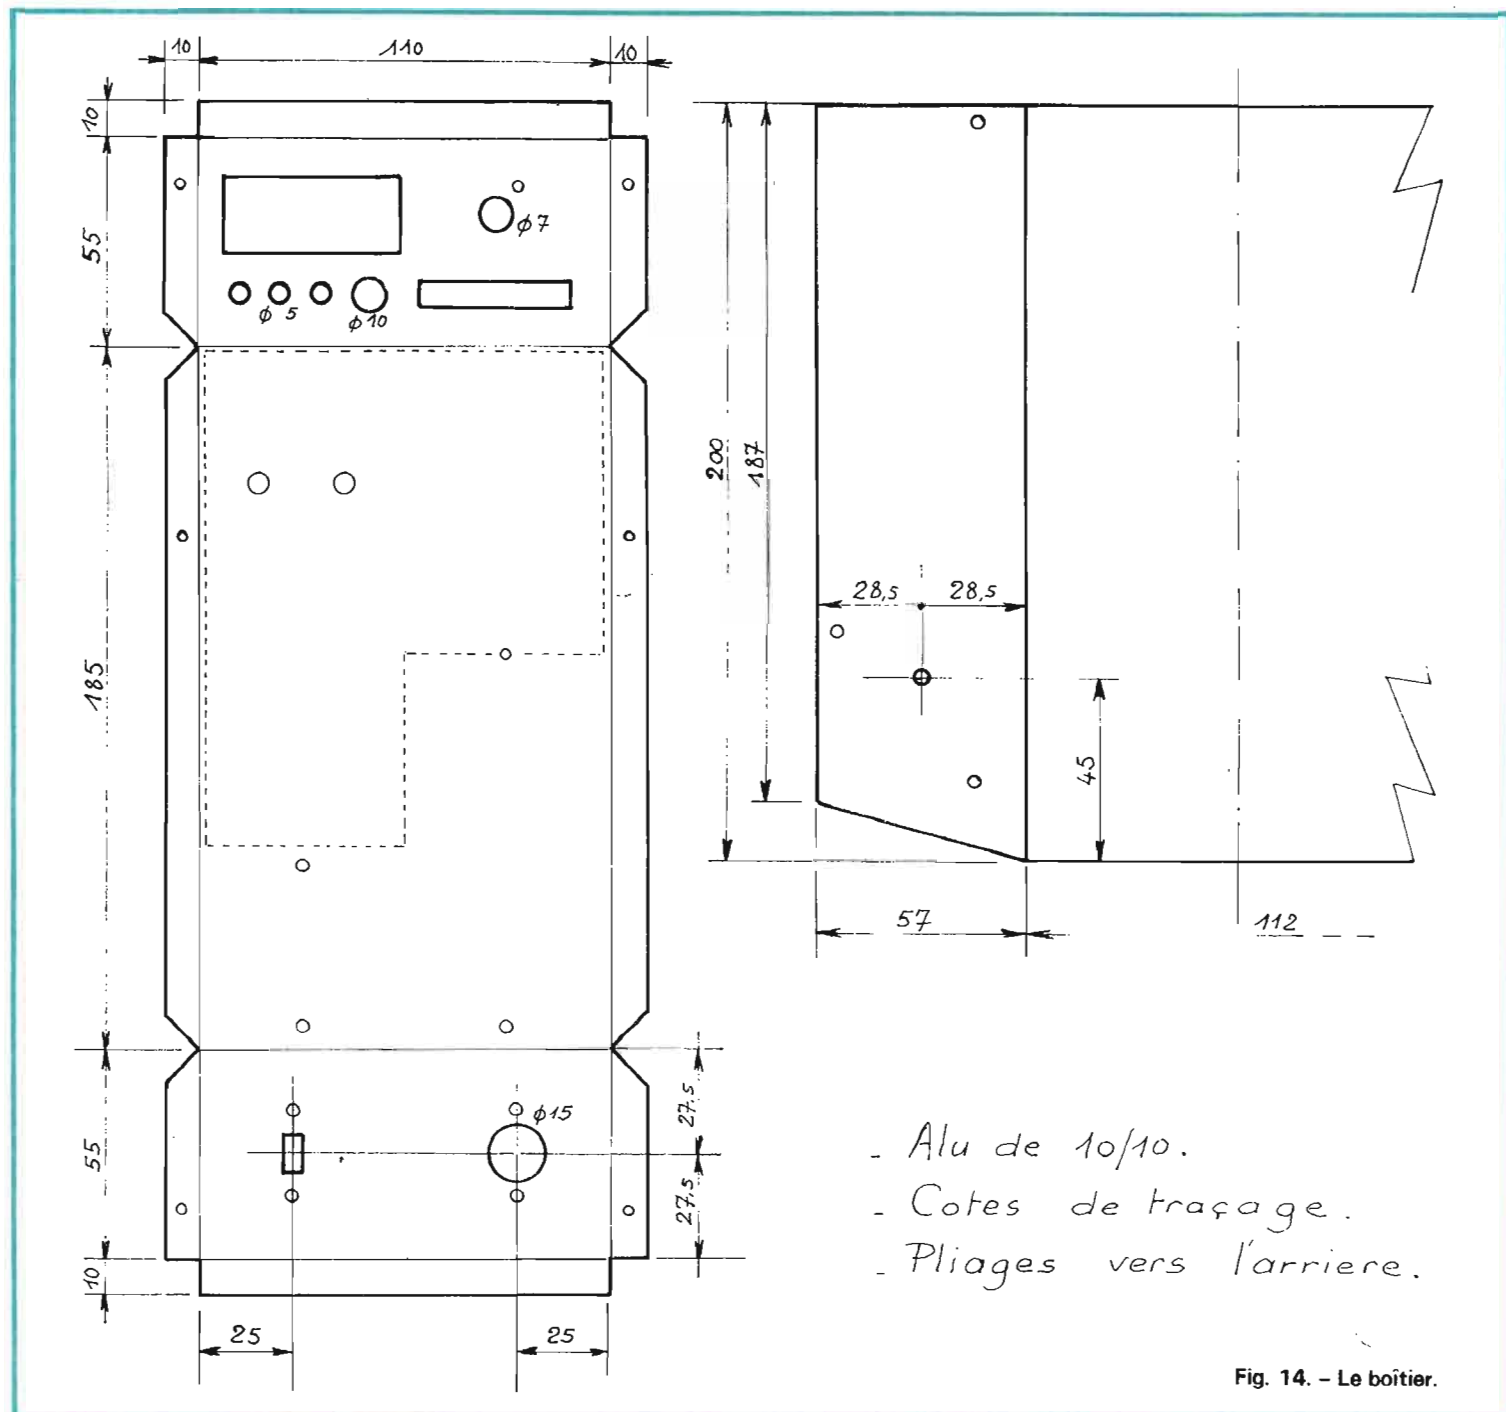 10
110
10
10
55
φ7
φ 5
φ10
185
55
10
φ15
27,5
27,5
25
25
200
187
28,5
28,5
45
57
112
- Alu de 10/10.
- Cotes de traçage.
- Pliages vers l'arriere.
Fig. 14. – Le boîtier.